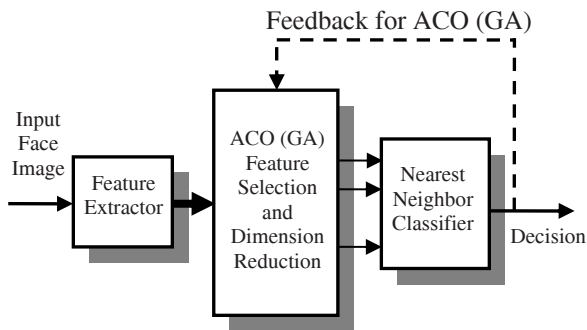 Feedback for ACO (GA)
Input
Face
Image
Feature
Extractor
ACO (GA)
Feature
Selection
and
Dimension
Reduction
Nearest
Neighbor
Classifier
Decision